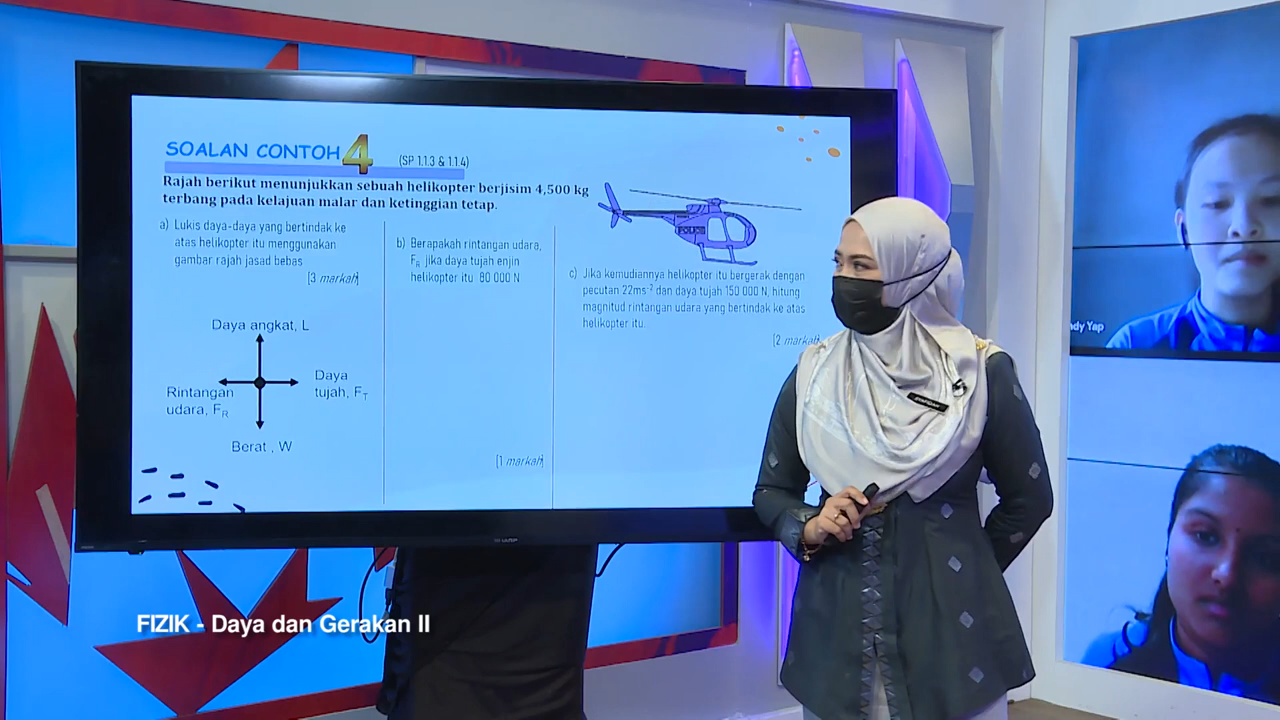 SOALAN CONTOH 4 (SP 1.1.3 & 1.1.4)
Rajah berikut menunjukkan sebuah helikopter berjisim 4,500 kg
terbang pada kelajuan malar dan ketinggian tetap.
a) Lukis daya-daya yang bertindak ke
atas helikopter itu menggunakan
gambar rajah jasad bebas
[3 markah]
Daya angkat, L
Rintangan
udara, FR
Daya
tujah, FT
Berat , W
b) Berapakah rintangan udara,
FR jika daya tujah enjin
helikopter itu 80 000 N
[1 markah]
POLICE
c) Jika kemudiannya helikopter itu bergerak dengan
pecutan 22ms-2 dan daya tujah 150 000 N, hitung
magnitud rintangan udara yang bertindak ke atas
helikopter itu.
[2 markah]
FIZIK - Daya dan Gerakan II
Yap